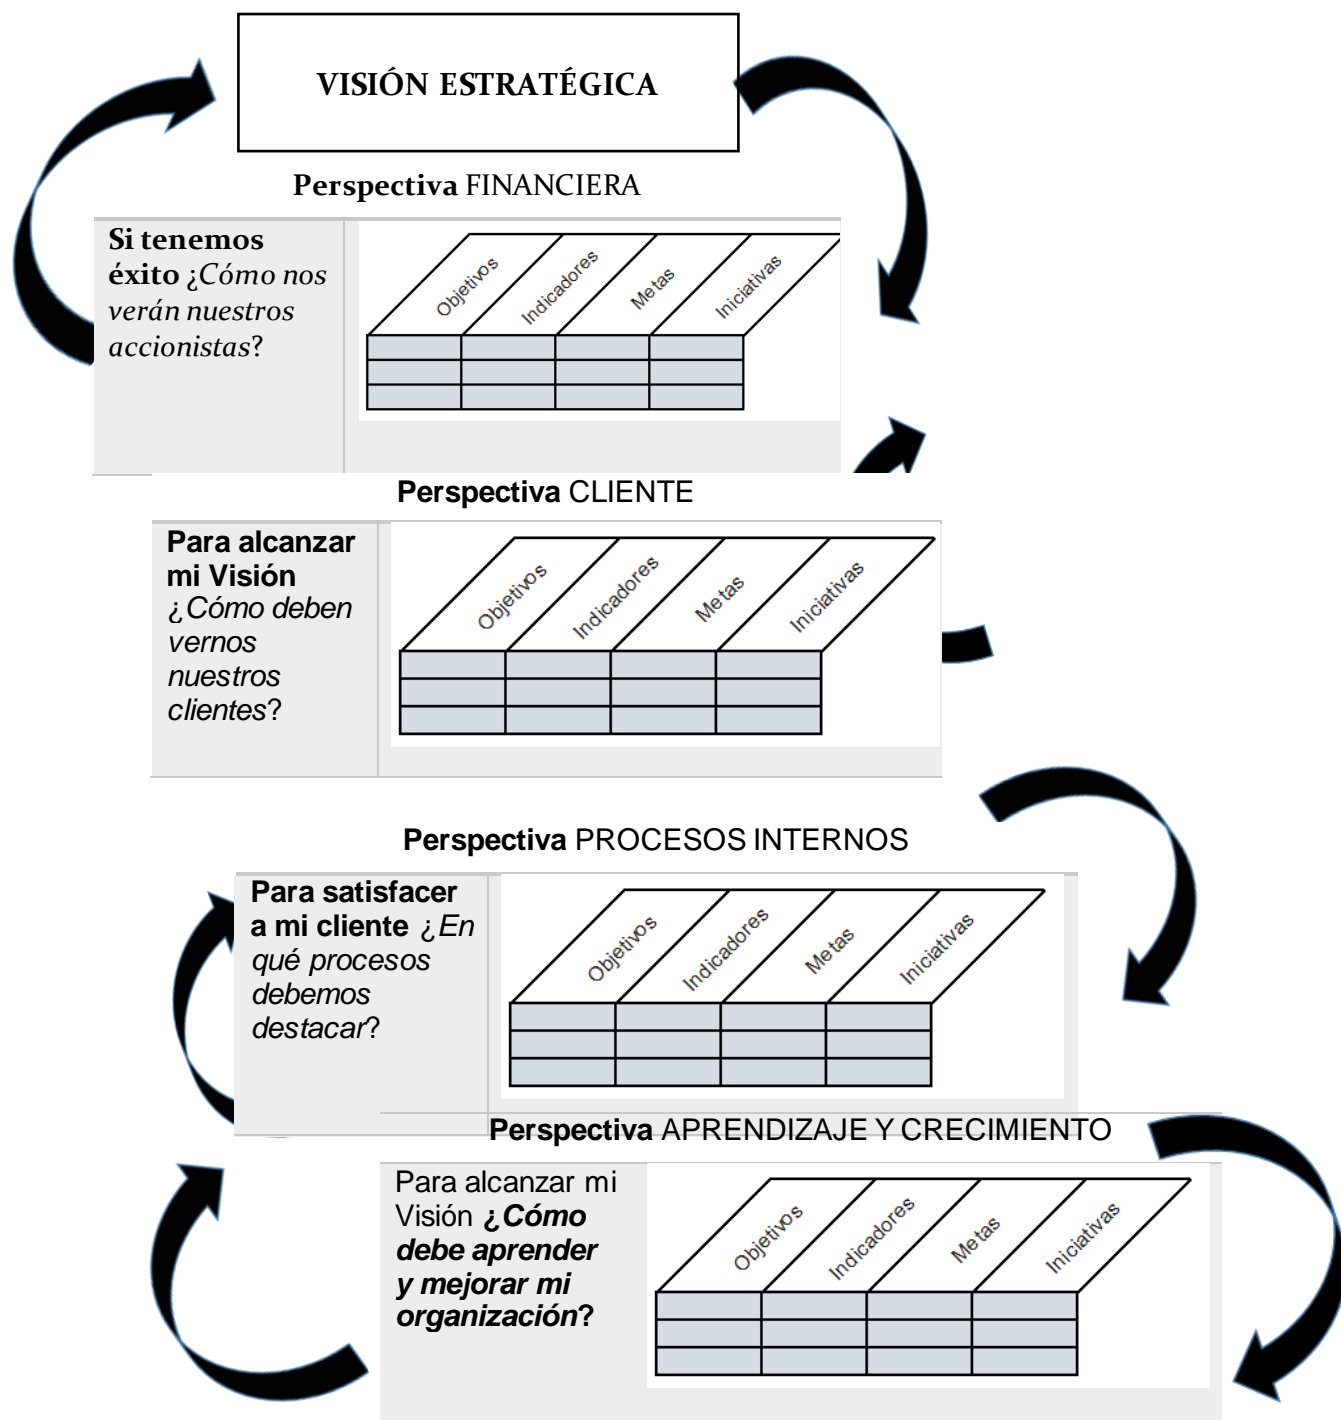 VISIÓN ESTRATÉGICA
Perspectiva FINANCIERA
Si tenemos
éxito ¿Cómo nos
verán nuestros
accionistas?
Objetivos
Indicadores
Metas
Iniciativas
Perspectiva CLIENTE
Para alcanzar
mi Visión
¿Cómo deben
vernos
nuestros
clientes?
Objetivos
Indicadores
Metas
Iniciativas
Perspectiva PROCESOS INTERNOS
Para satisfacer
a mi cliente ¿En
qué procesos
debemos
destacar?
Objetivos
Indicadores
Metas
Iniciativas
Perspectiva APRENDIZAJE Y CRECIMIENTO
Para alcanzar mi
Visión ¿Cómo
debe aprender
y mejorar mi
organización?
Objetivos
Indicadores
Metas
Iniciativas